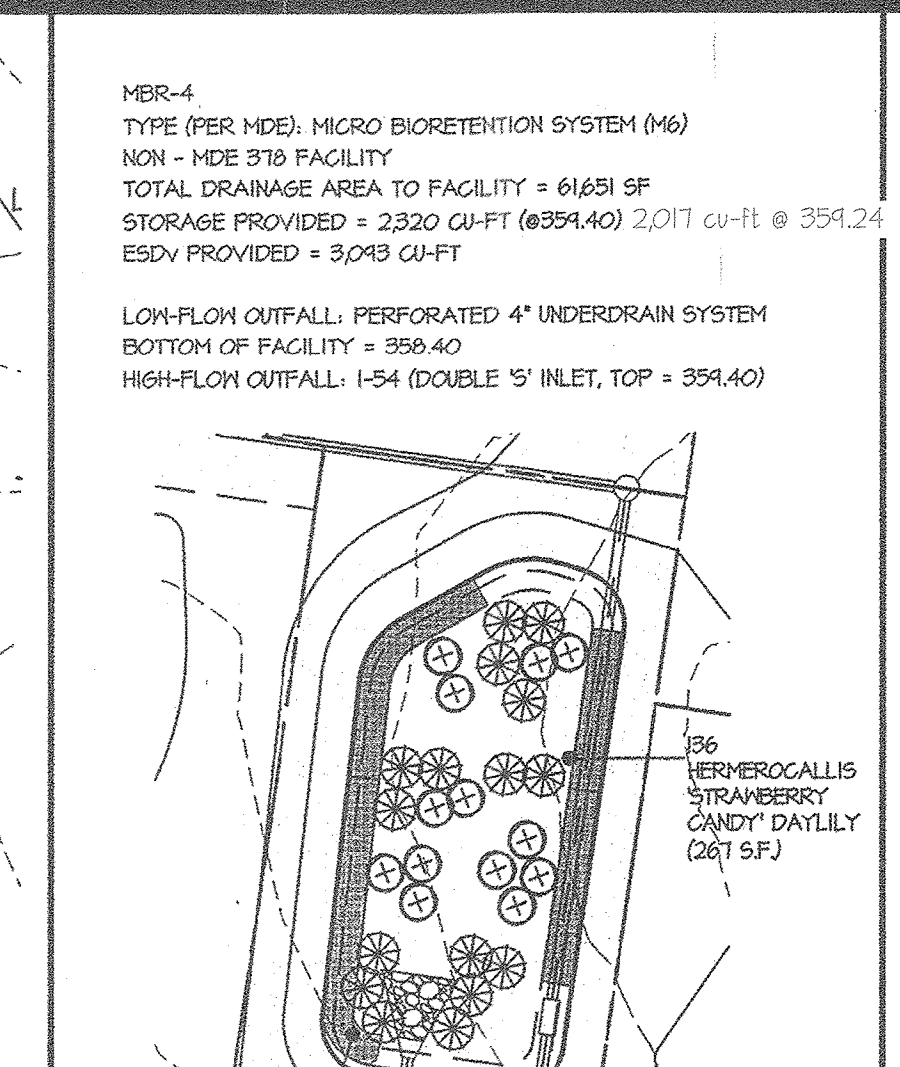 MBR-4
TYPE (PER MDE): MICRO BIORETENTION SYSTEM (M6)
NON - MDE 378 FACILITY
TOTAL DRAINAGE AREA TO FACILITY = 61,651 SF
STORAGE PROVIDED = 2,320 CU-FT (@359.40) 2,017 cu-ft @ 359.24
ESDv PROVIDED = 3,093 CU-FT
LOW-FLOW OUTFALL: PERFORATED 4" UNDERDRAIN SYSTEM
BOTTOM OF FACILITY = 358.40
HIGH-FLOW OUTFALL: I-54 (DOUBLE 'S' INLET, TOP = 359.40)
136
HERMEROCALLIS
'STRAWBERRY
CANDY' DAYLILY
(267 S.F.)